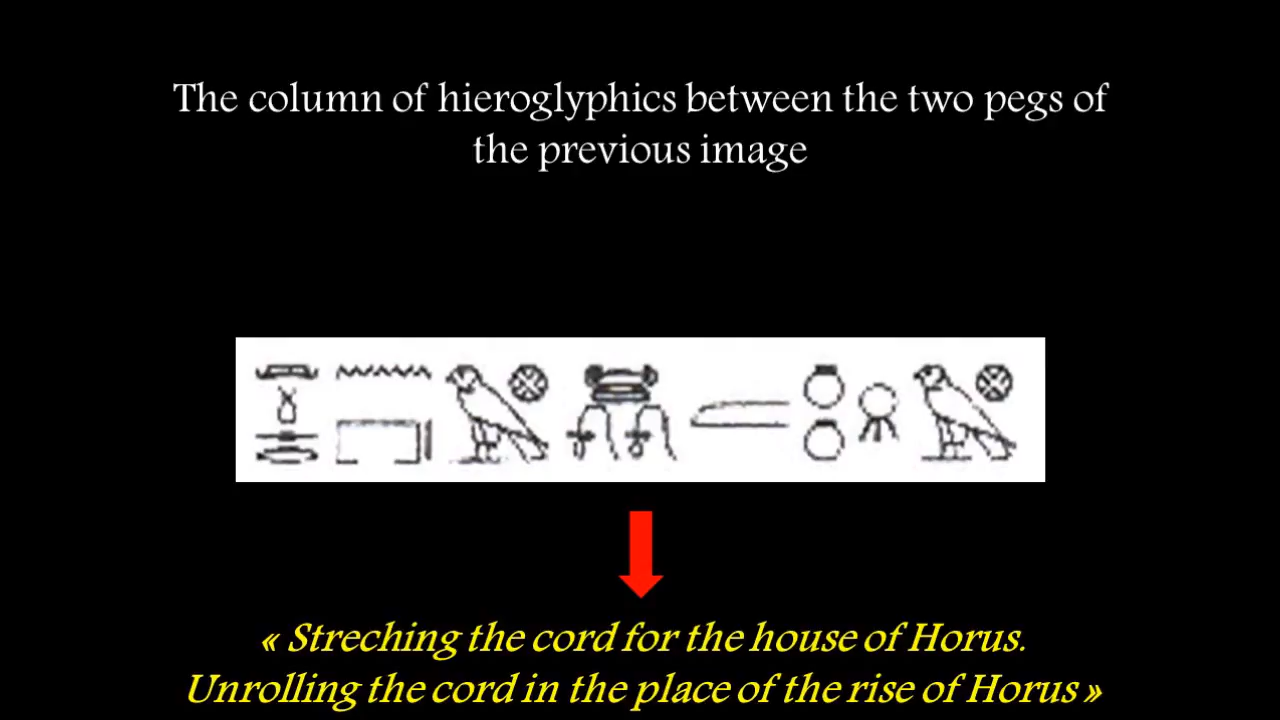 The column of hieroglyphics between the two pegs of
the previous image
« Streching the cord for the house of Horus.
Unrolling the cord in the place of the rise of Horus »